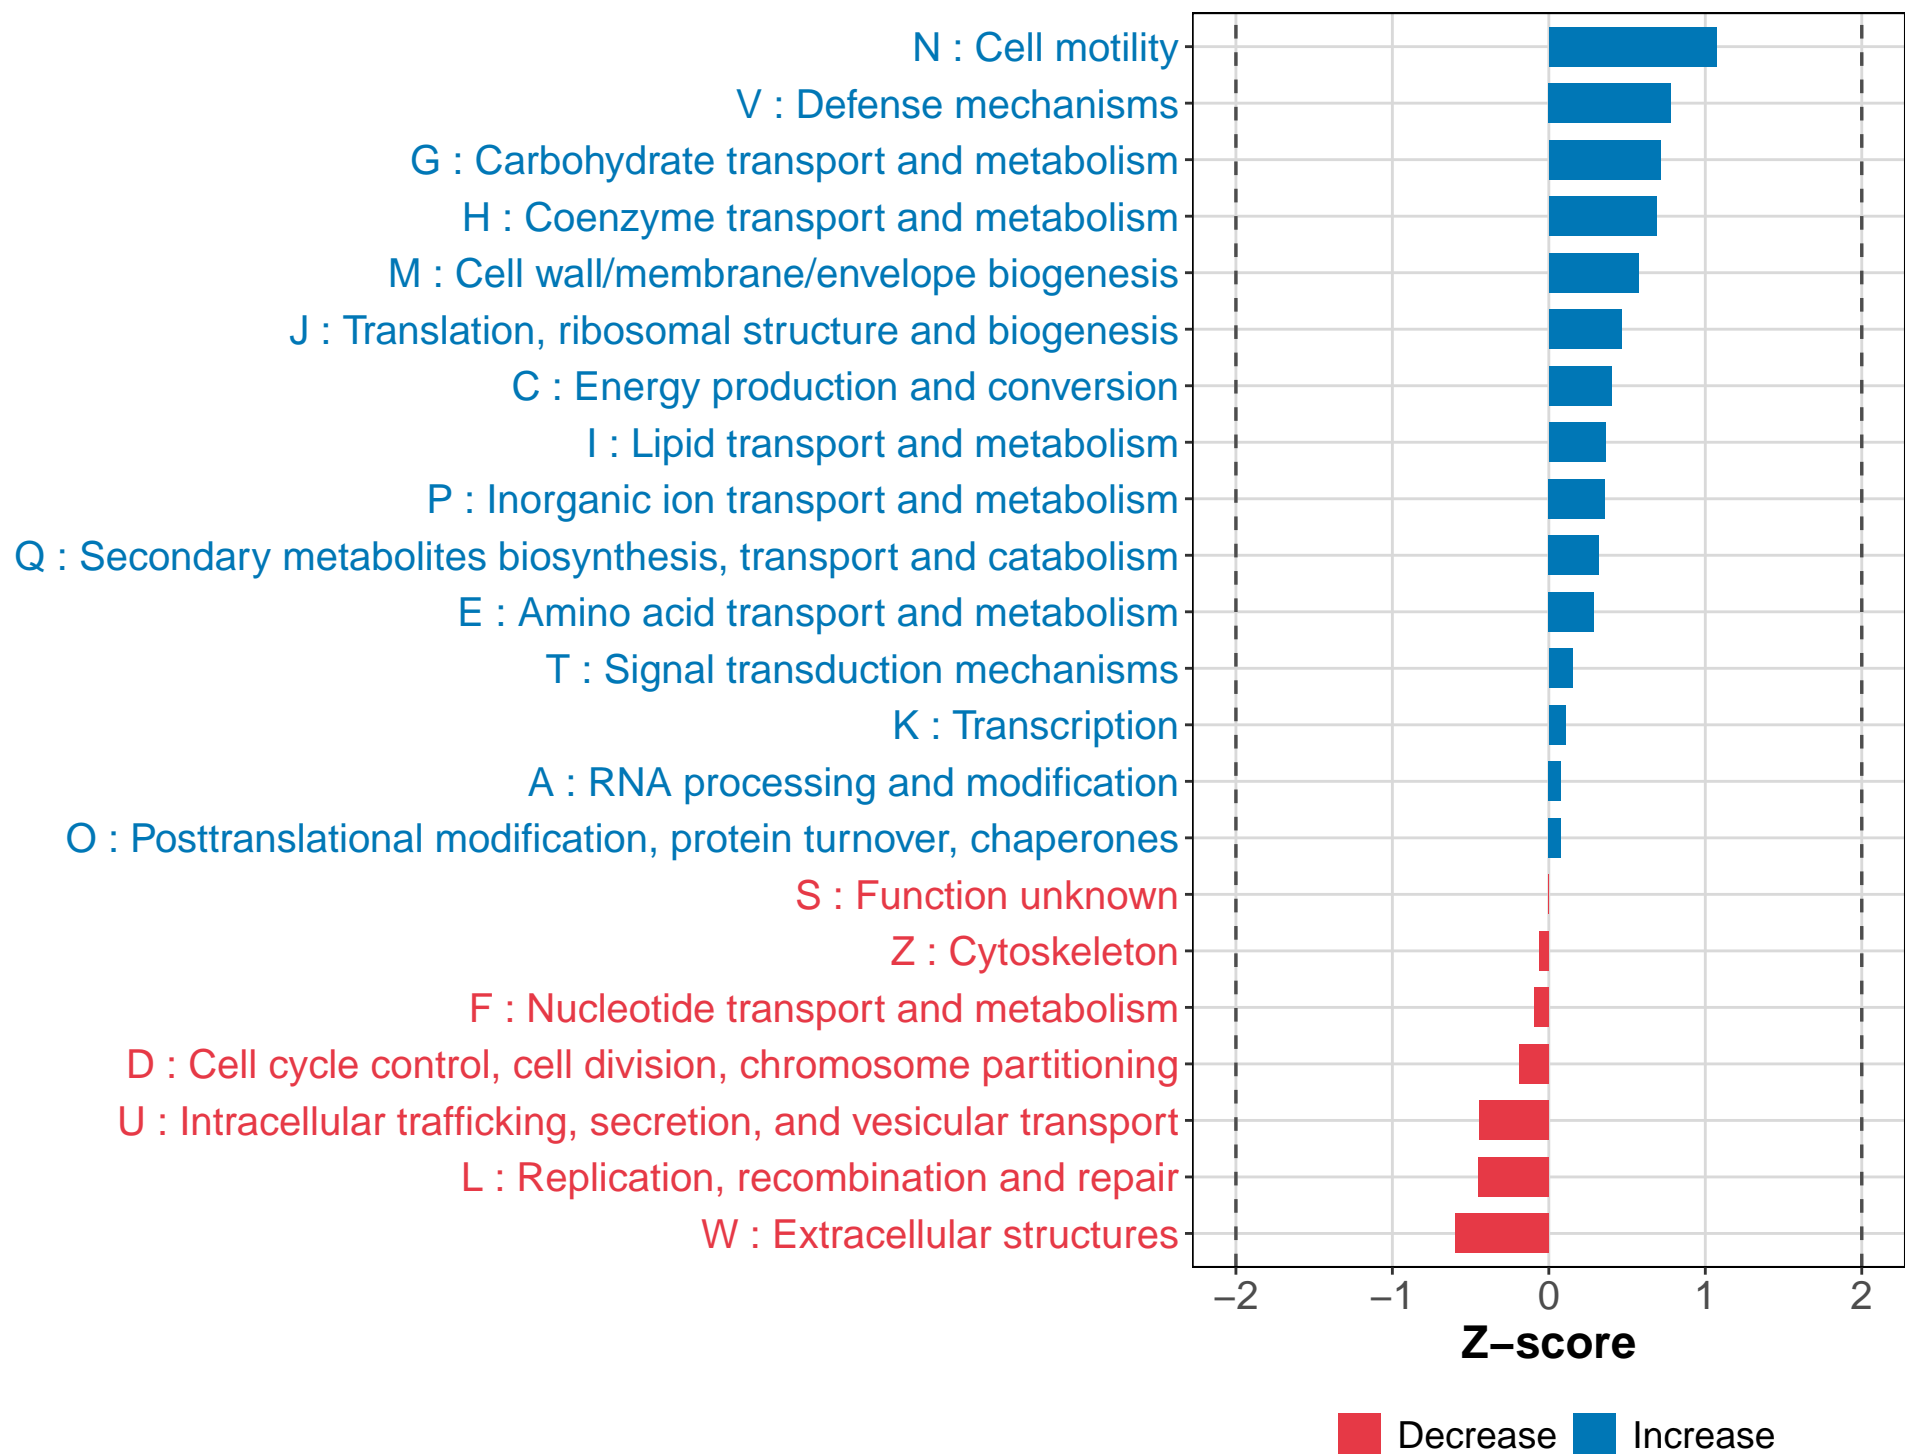 N : Cell motility
V : Defense mechanisms
G : Carbohydrate transport and metabolism
H : Coenzyme transport and metabolism
M : Cell wall/membrane/envelope biogenesis
J : Translation, ribosomal structure and biogenesis
C : Energy production and conversion
I : Lipid transport and metabolism
P : Inorganic ion transport and metabolism
Q : Secondary metabolites biosynthesis, transport and catabolism
E : Amino acid transport and metabolism
T : Signal transduction mechanisms
K : Transcription
A : RNA processing and modification
O : Posttranslational modification, protein turnover, chaperones
S : Function unknown
Z : Cytoskeleton
F : Nucleotide transport and metabolism
D : Cell cycle control, cell division, chromosome partitioning
U : Intracellular trafficking, secretion, and vesicular transport
L : Replication, recombination and repair
W : Extracellular structures
−2 −1 0 1 2
Z−score
Decrease Increase